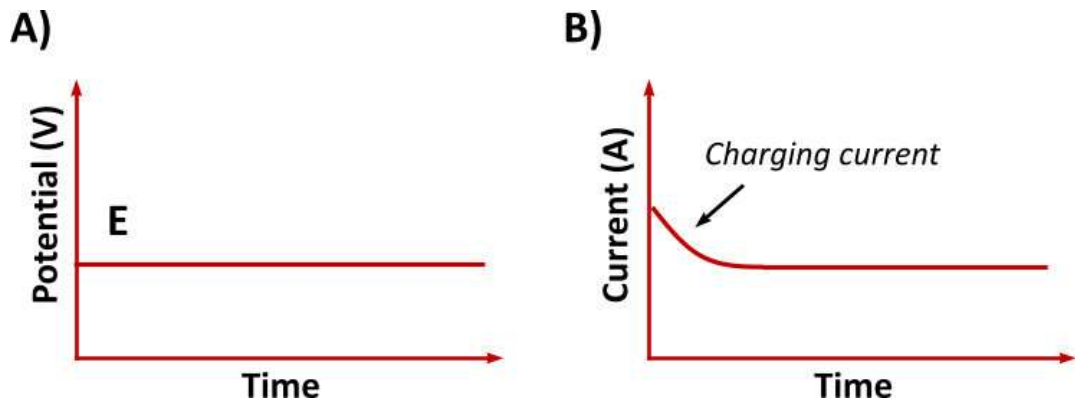 A)
Potential (V)
E
Time
B)
Current (A)
Charging current
Time